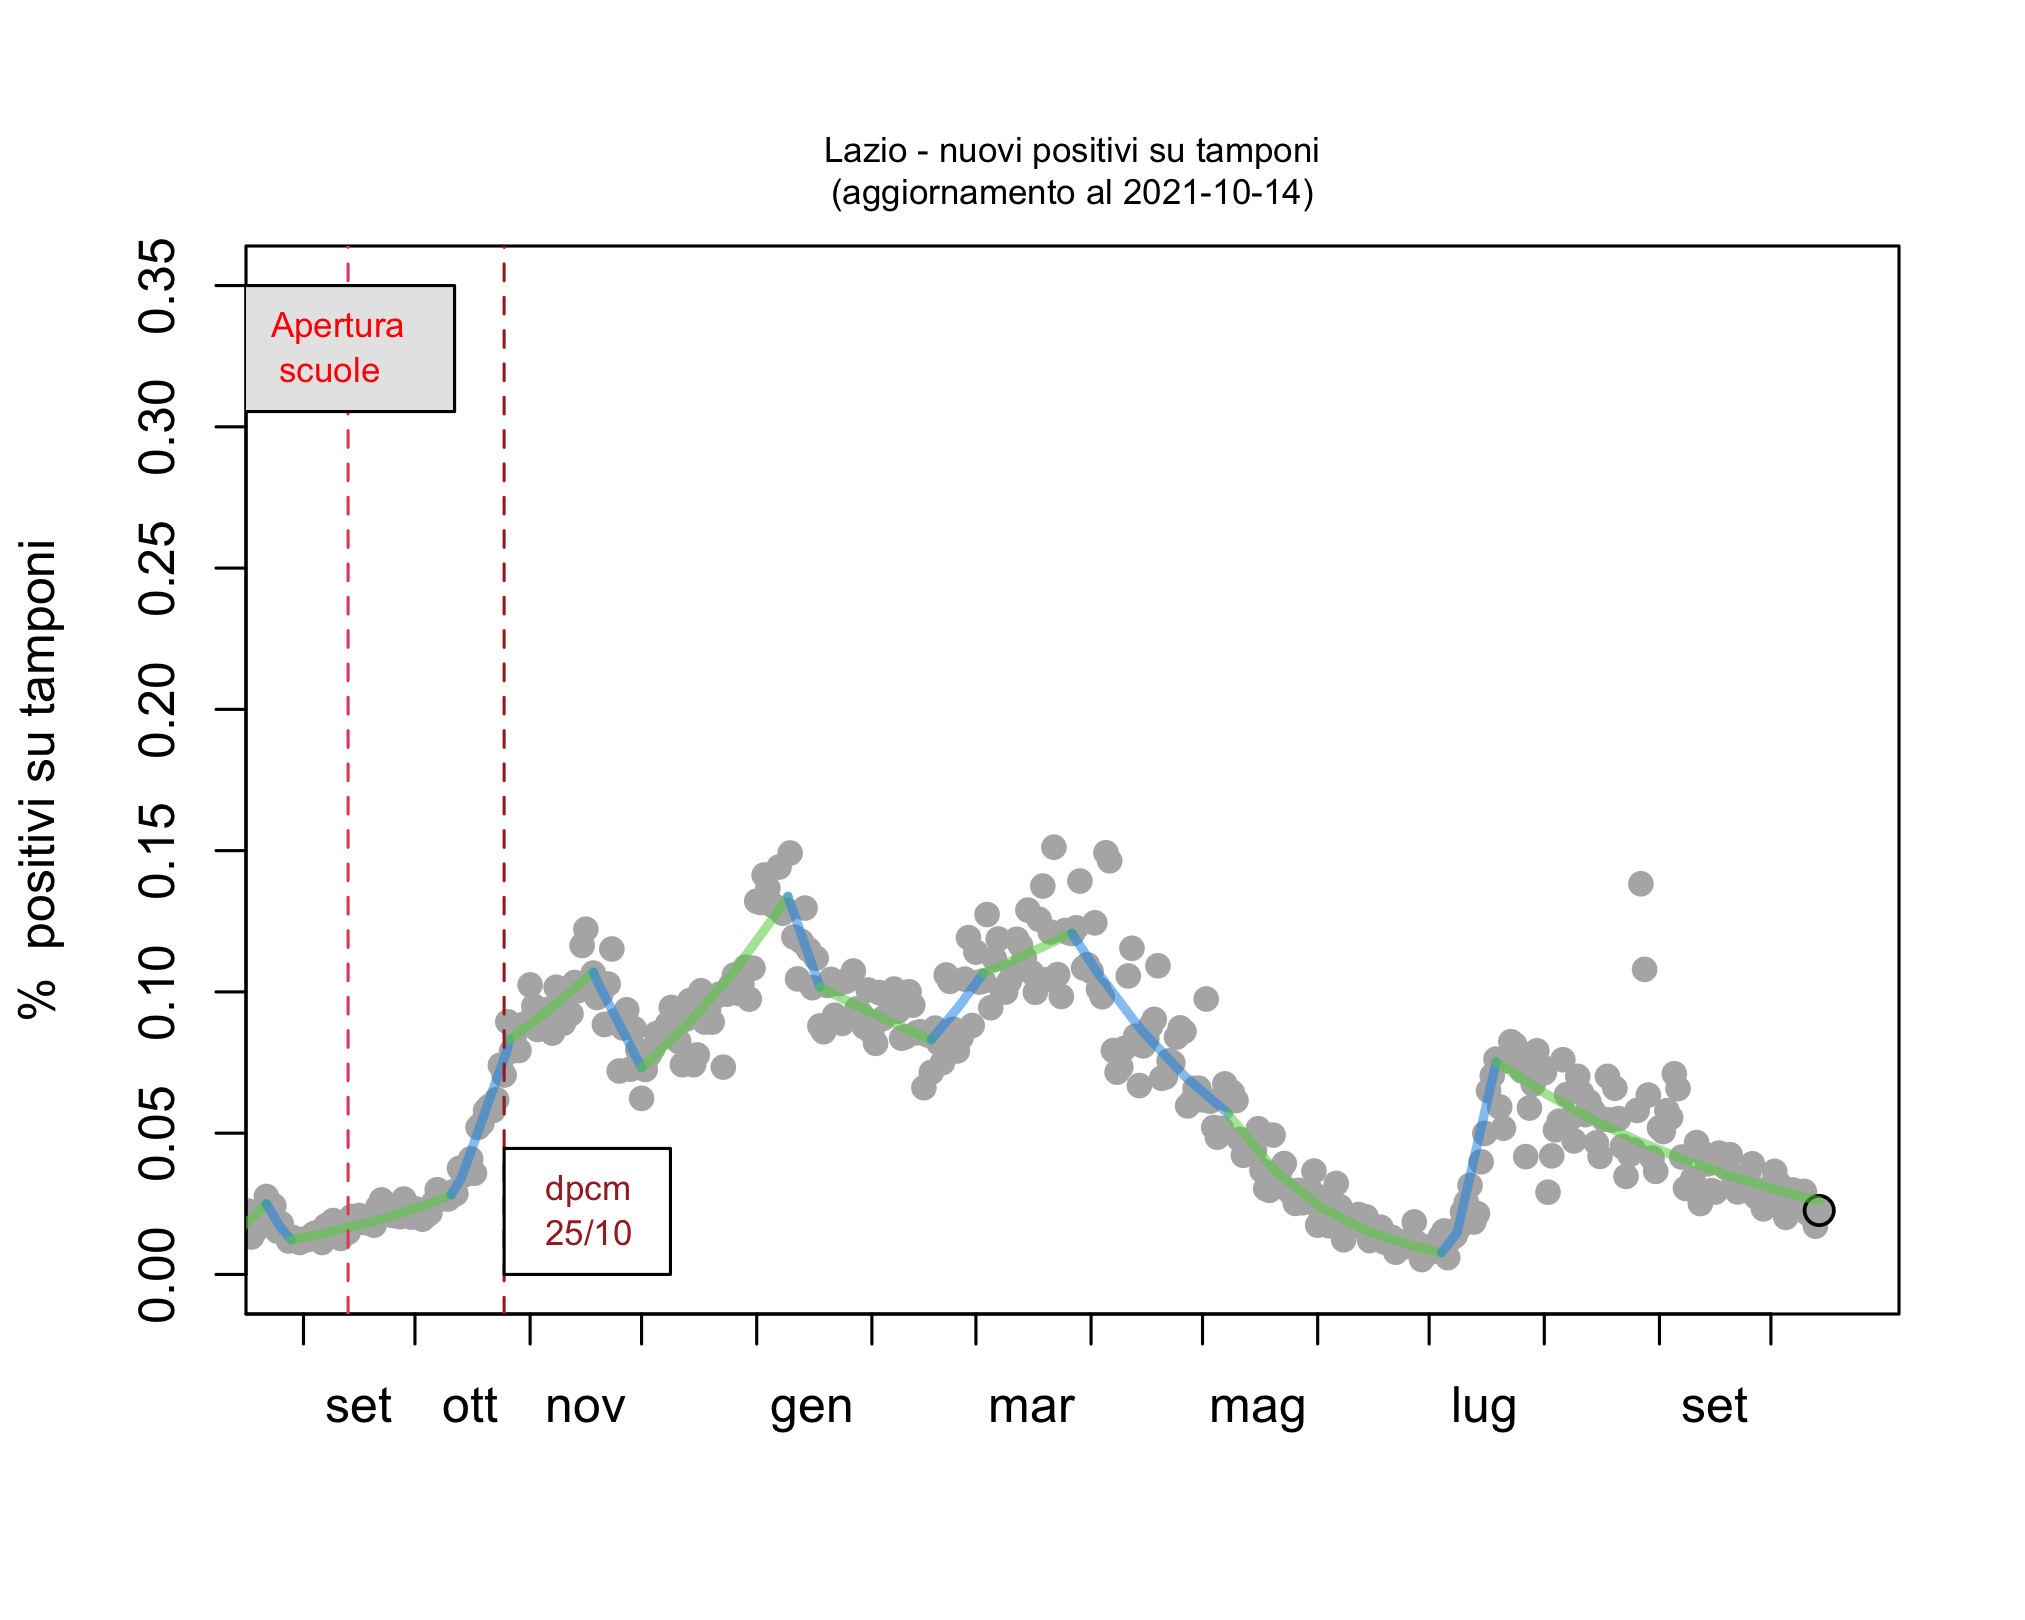 Lazio - nuovi positivi su tamponi
(aggiornamento al 2021-10-14)
% positivi su tamponi
0.35
0.30
0.25
0.20
0.15
0.10
0.05
0.00
Apertura
scuole
dpcm
25/10
set ott nov gen mar mag lug set